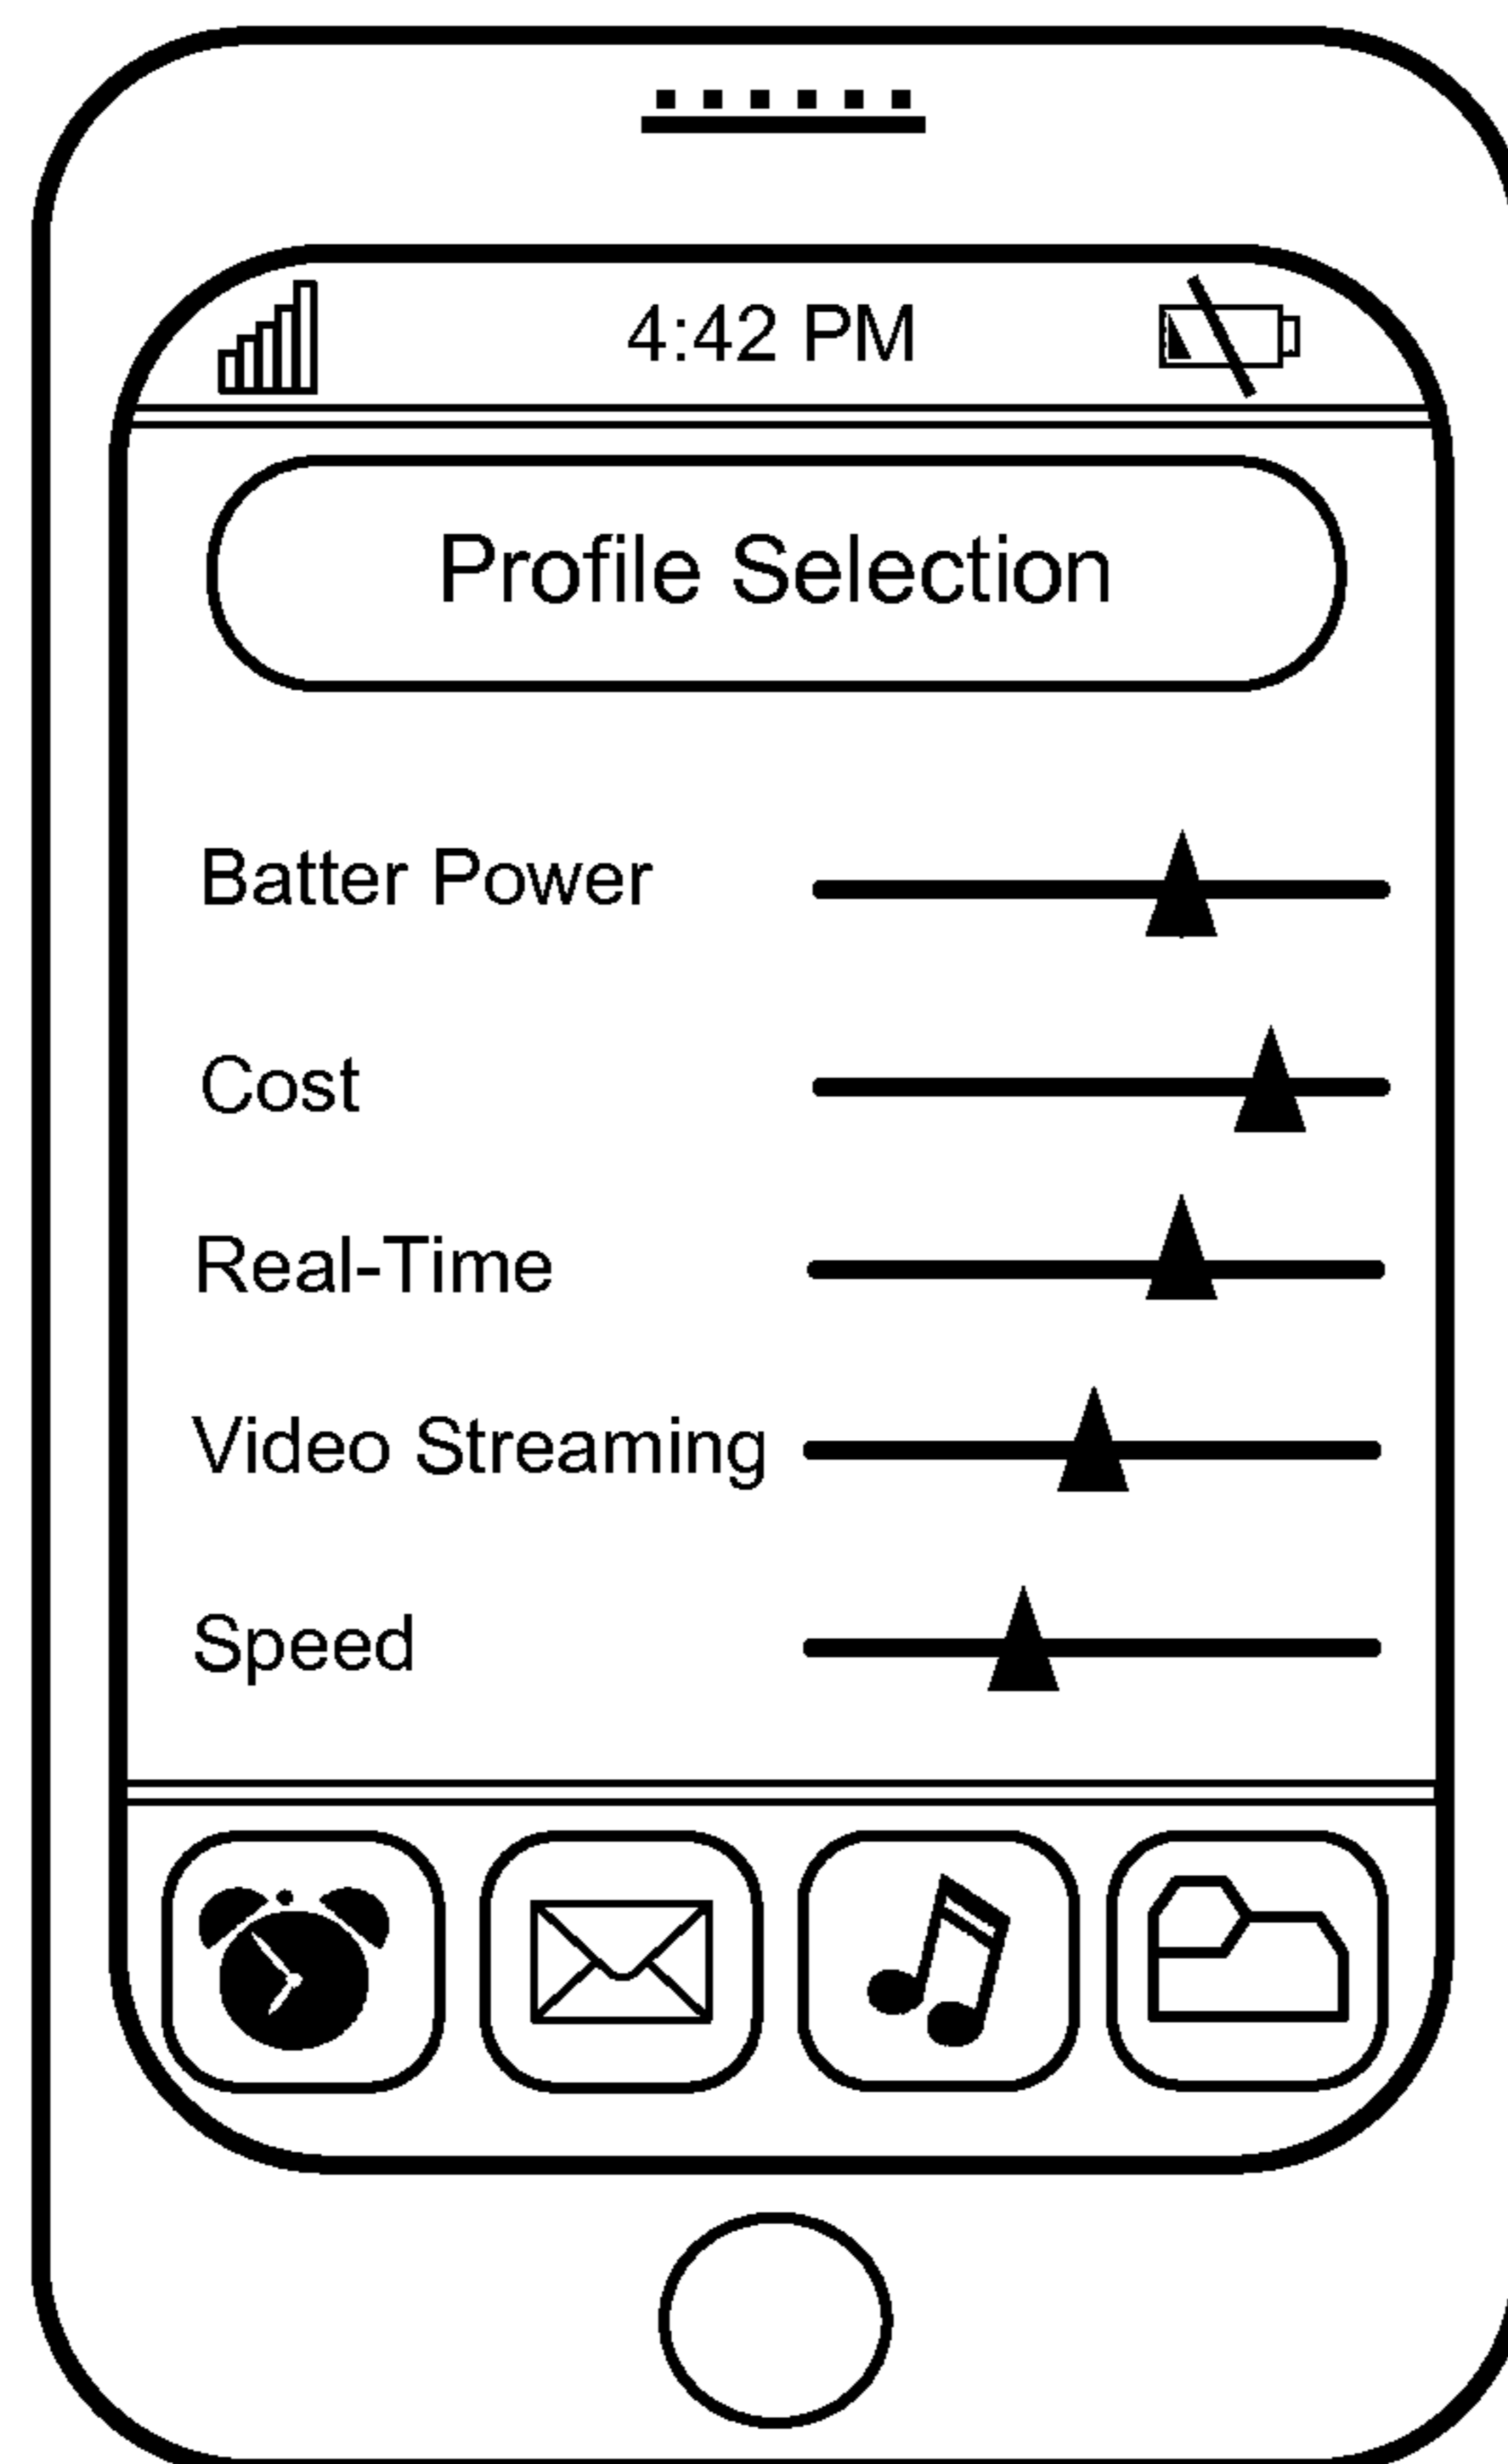 4:42 PM
Profile Selection
Batter Power
Cost
Real-Time
Video Streaming
Speed